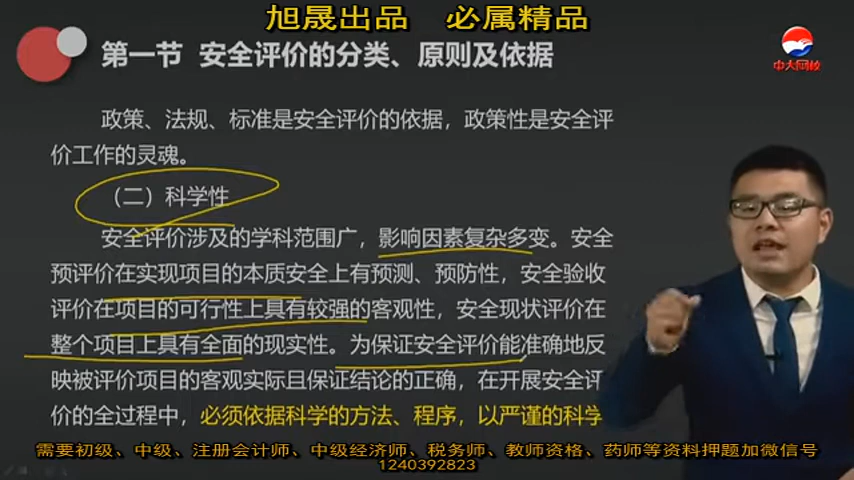 旭晟出品 必属精品
第一节 安全评价的分类、原则及依据
中大网校
政策、法规、标准是安全评价的依据，政策性是安全评
价工作的灵魂。
（二）科学性
安全评价涉及的学科范围广，影响因素复杂多变。安全
预评价在实现项目的本质安全上有预测、预防性，安全验收
评价在项目的可行性上具有较强的客观性，安全现状评价在
整个项目上具有全面的现实性。为保证安全评价能准确地反
映被评价项目的客观实际且保证结论的正确，在开展安全评
价的全过程中，必须依据科学的方法、程序，以严谨的科学
需要初级、中级、注册会计师、中级经济师、税务师、教师资格、药师等资料押题加微信号
1240392823